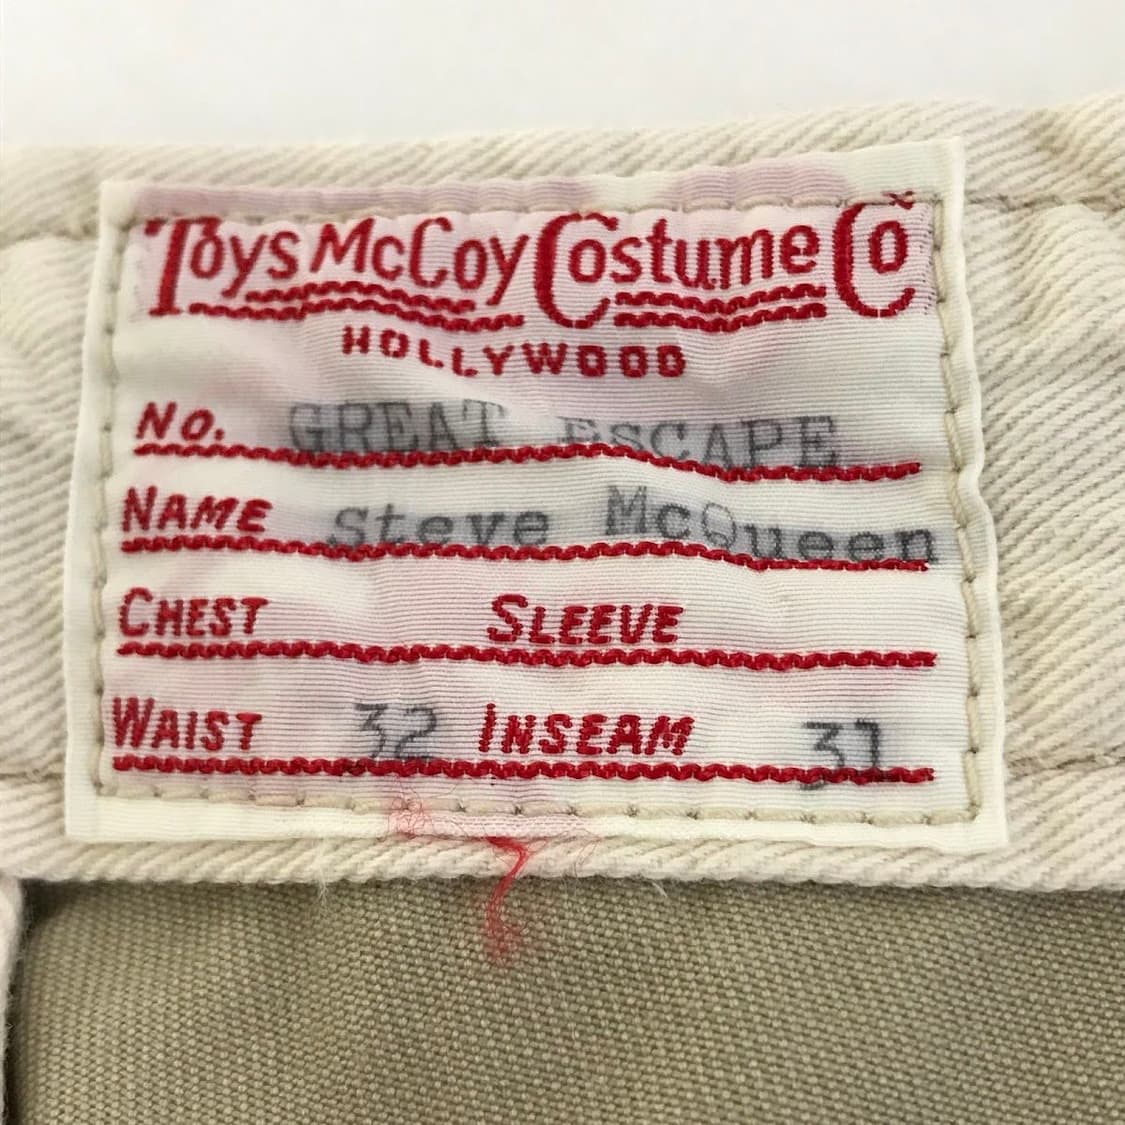 Toys McCoy Costume Co
HOLLYWOOD
NO. GREAT ESCAPE
NAME Steve McQueen
CHEST SLEEVE
WAIST 32 INSEAM 31